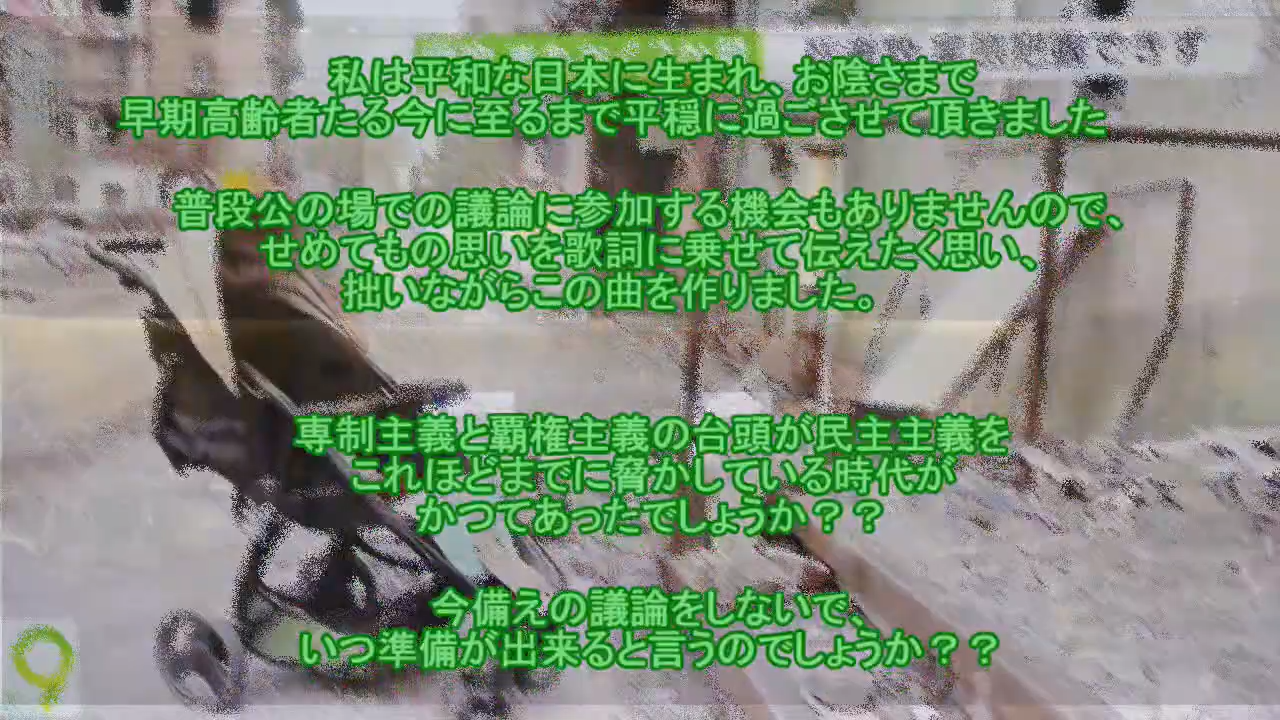 私は平和な日本に生まれ、お陰さまで
早期高齢者たる今に至るまで平穏に過ごさせて頂きました
普段公の場での議論に参加する機会もありませんので、
せめてもの思いを歌詞に乗せて伝えたく思い、
拙いながらこの曲を作りました。
専制主義と覇権主義の台頭が民主主義を
これほどまでに脅かしている時代が
かつてあったでしょうか？？
今備えの議論をしないで、
いつ準備が出来ると言うのでしょうか？？